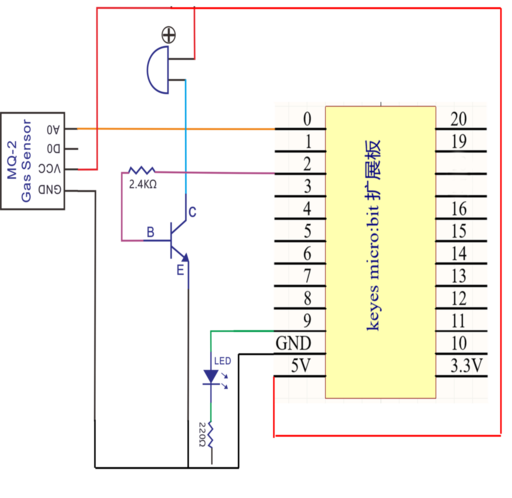 MQ-2
Gas Sensor
A0
D0
VCC
GND
2.4KΩ
B
C
E
LED
220Ω
keyes micro:bit 扩展板
0
1
2
3
4
5
6
7
8
9
GND
5V
20
19
16
15
14
13
12
11
10
3.3V